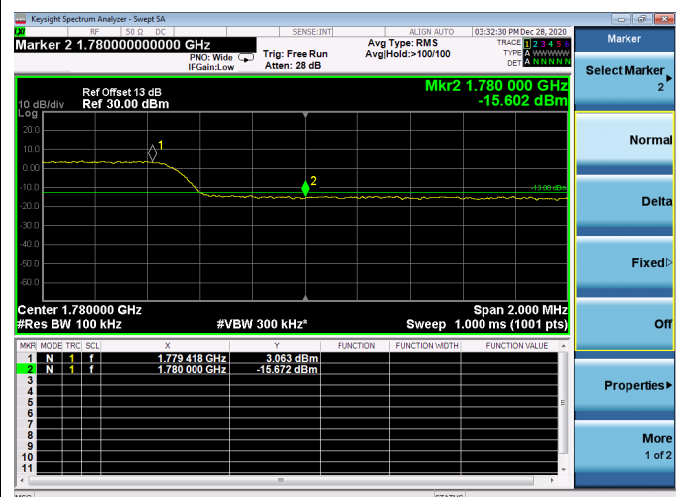 Keysight Spectrum Analyzer - Swept SA
RF 50 Ω DC SENSE:INT ALIGN AUTO 03:32:30 PM Dec 28, 2020
Marker 2 1.780000000000 GHz
PNO: Wide
IFGain:Low
Trig: Free Run
Atten: 28 dB
Avg Type: RMS
Avg|Hold:>100/100
TRACE 1 2 3 4 5 6
TYPE A WWWWW
DET A N N N N N
Ref Offset 13 dB
10 dB/div Ref 30.00 dBm
Mkr2 1.780 000 GHz
-15.602 dBm
Log
20.0
10.0
0.00
-10.0
-20.0
-30.0
-40.0
-50.0
-60.0
1
2
-13.00 dBm
Center 1.780000 GHz Span 2.000 MHz
#Res BW 100 kHz #VBW 300 kHz* Sweep 1.000 ms (1001 pts)
MKR MODE TRC SCL X Y FUNCTION FUNCTION WIDTH FUNCTION VALUE
1 N 1 f 1.779 418 GHz 3.063 dBm
2 N 1 f 1.780 000 GHz -15.672 dBm
3
4
5
6
7
8
9
10
11
Marker
Select Marker
2
Normal
Delta
Fixed
Off
Properties
More
1 of 2